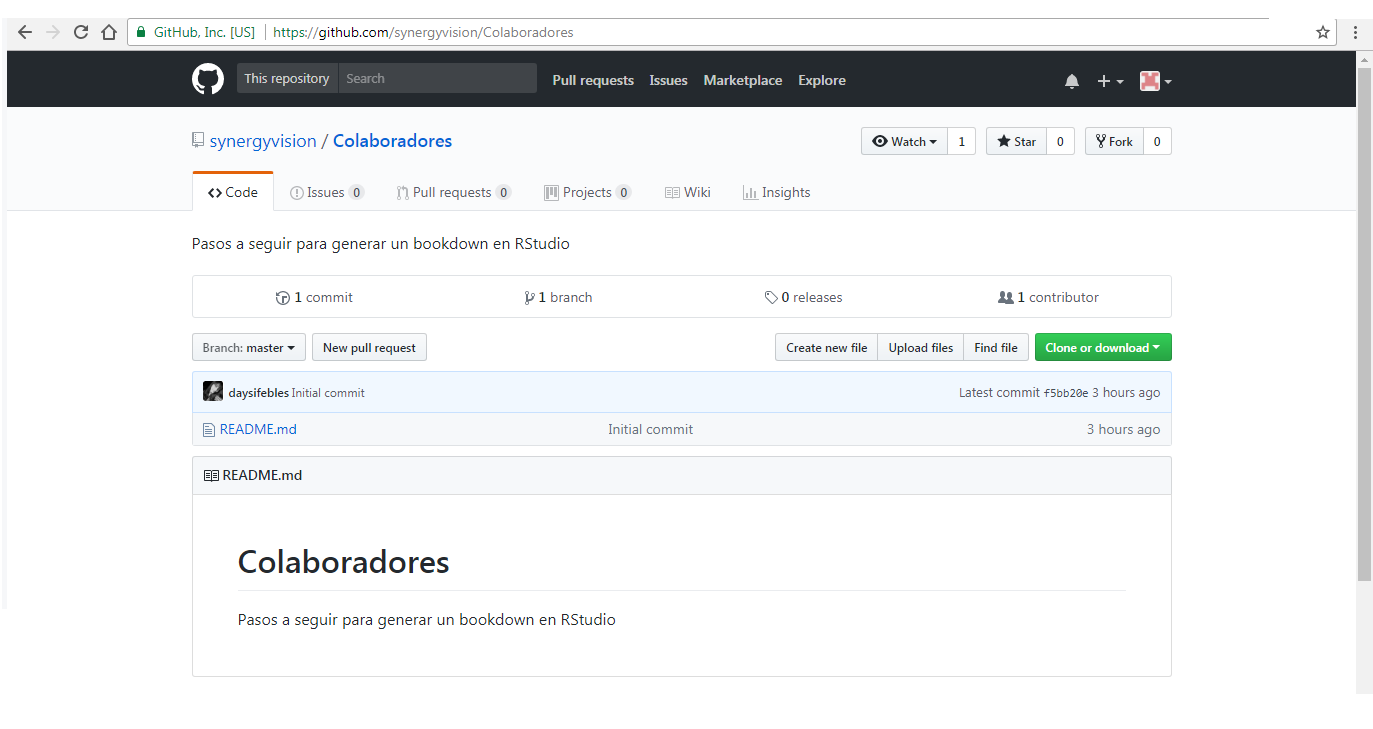 GitHub, Inc. [US] https://github.com/synergyvision/Colaboradores
This repository Search Pull requests Issues Marketplace Explore
synergyvision / Colaboradores Watch 1 Star 0 Fork 0
Code Issues 0 Pull requests 0 Projects 0 Wiki Insights
Pasos a seguir para generar un bookdown en RStudio
1 commit 1 branch 0 releases 1 contributor
Branch: master New pull request Create new file Upload files Find file Clone or download
daysifebles Initial commit Latest commit f5bb20e 3 hours ago
README.md Initial commit 3 hours ago
README.md
Colaboradores
Pasos a seguir para generar un bookdown en RStudio